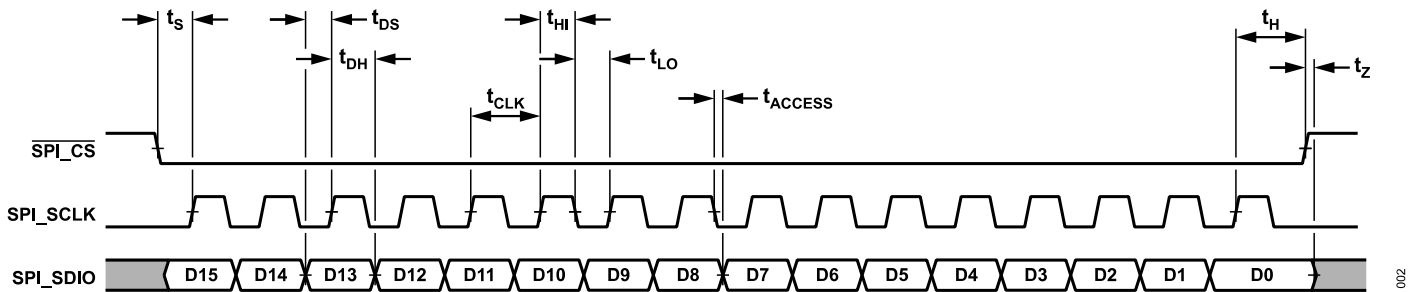 tS
tDS
tHI
tH
tDH
tLO
tZ
tCLK
tACCESS
SPI_CS
SPI_SCLK
SPI_SDIO D15 D14 D13 D12 D11 D10 D9 D8 D7 D6 D5 D4 D3 D2 D1 D0
002